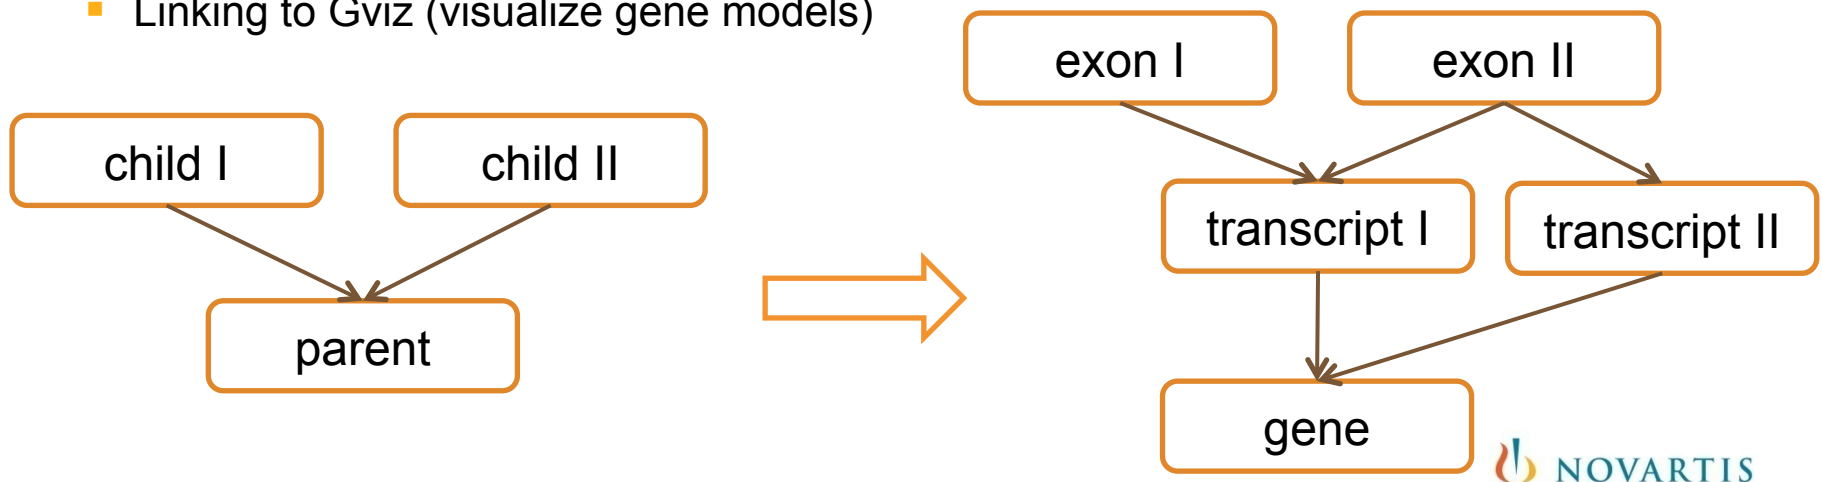 Linking to Gviz (visualize gene models)
child I
child II
parent
exon I
exon II
transcript I
transcript II
gene
NOVARTIS